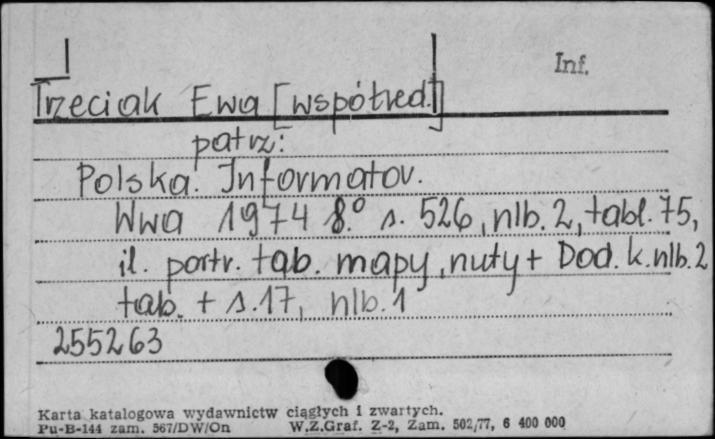 Inf.
Trzeciak Ewa [współred.]
patrz:
Polska. Informator.
Wwa 1974 8.° s. 526, nlb. 2, tabl. 75,
il. portr. tab. mapy, nuty + Dod. k. nlb. 2
tab. + s. 17, nlb. 1
255263
Karta katalogowa wydawnictw ciągłych i zwartych.
Pu-B-144 zam. 567/DW/On W.Z.Graf. Z-2, Zam. 502/77, 6 400 000